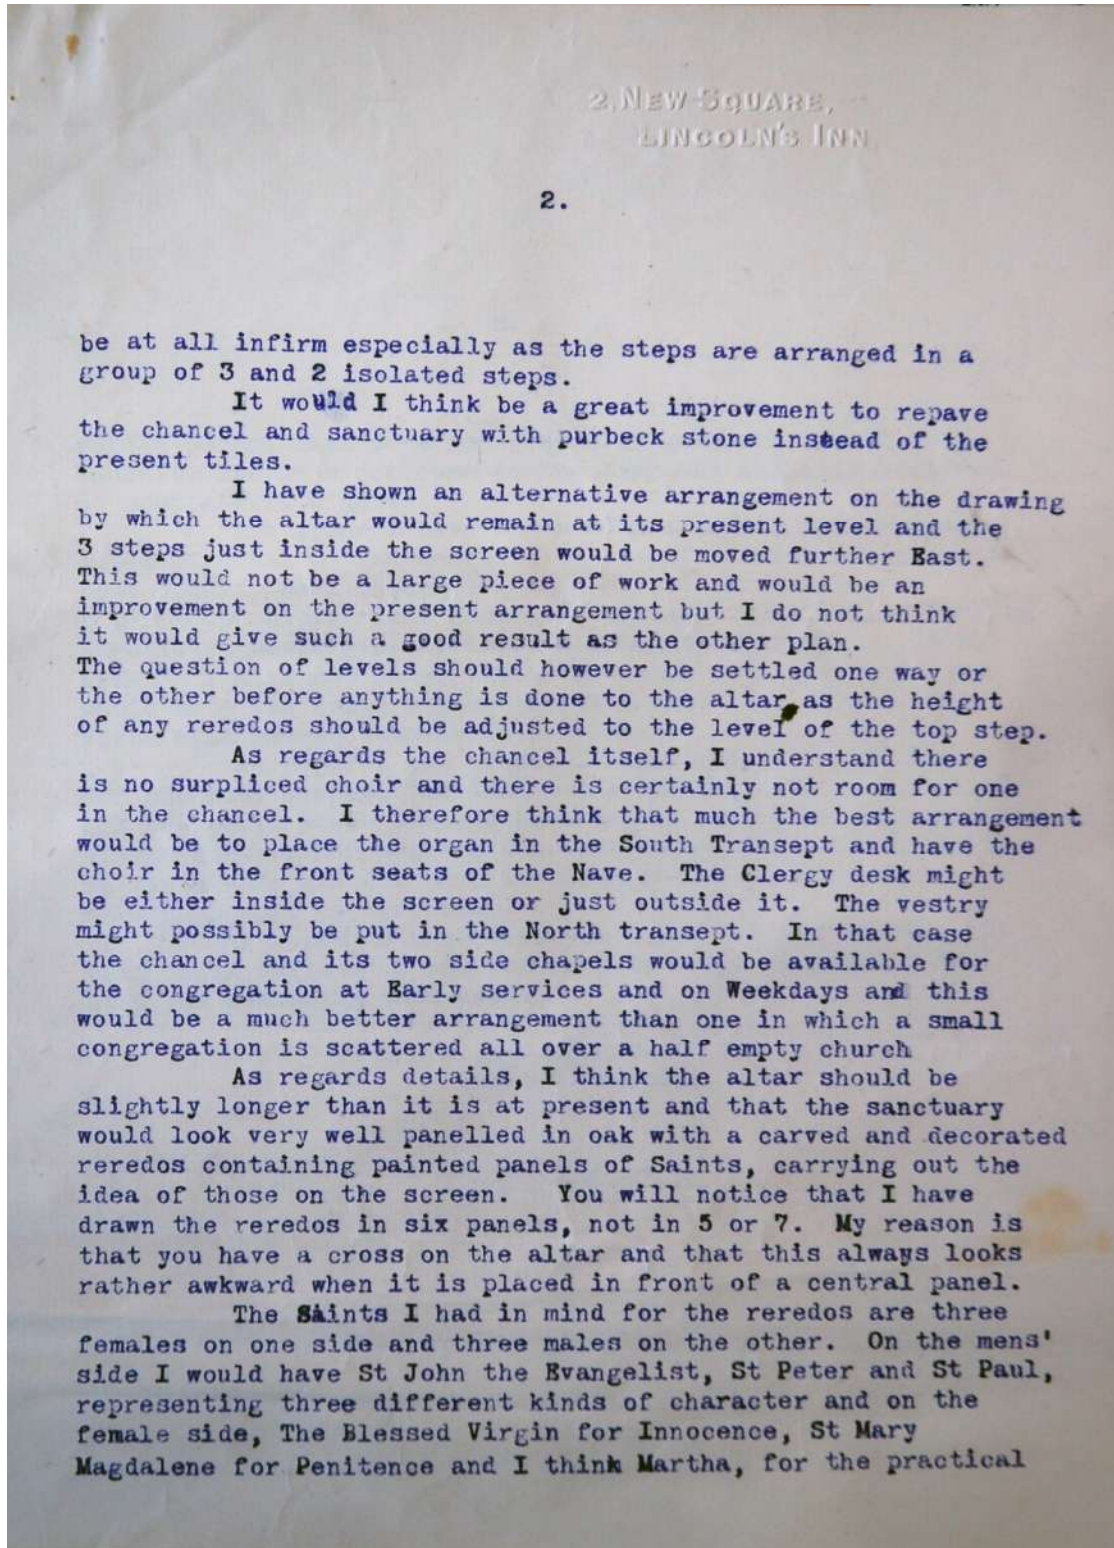 2, NEW SQUARE,
LINCOLN'S INN
2.
be at all infirm especially as the steps are arranged in a
group of 3 and 2 isolated steps.
It would I think be a great improvement to repave
the chancel and sanctuary with purbeck stone instead of the
present tiles.
I have shown an alternative arrangement on the drawing
by which the altar would remain at its present level and the
3 steps just inside the screen would be moved further East.
This would not be a large piece of work and would be an
improvement on the present arrangement but I do not think
it would give such a good result as the other plan.
The question of levels should however be settled one way or
the other before anything is done to the altar, as the height
of any reredos should be adjusted to the level of the top step.
As regards the chancel itself, I understand there
is no surpliced choir and there is certainly not room for one
in the chancel. I therefore think that much the best arrangement
would be to place the organ in the South Transept and have the
choir in the front seats of the Nave. The Clergy desk might
be either inside the screen or just outside it. The vestry
might possibly be put in the North transept. In that case
the chancel and its two side chapels would be available for
the congregation at Early services and on Weekdays and this
would be a much better arrangement than one in which a small
congregation is scattered all over a half empty church
As regards details, I think the altar should be
slightly longer than it is at present and that the sanctuary
would look very well panelled in oak with a carved and decorated
reredos containing painted panels of Saints, carrying out the
idea of those on the screen. You will notice that I have
drawn the reredos in six panels, not in 5 or 7. My reason is
that you have a cross on the altar and that this always looks
rather awkward when it is placed in front of a central panel.
The Saints I had in mind for the reredos are three
females on one side and three males on the other. On the mens'
side I would have St John the Evangelist, St Peter and St Paul,
representing three different kinds of character and on the
female side, The Blessed Virgin for Innocence, St Mary
Magdalene for Penitence and I think Martha, for the practical